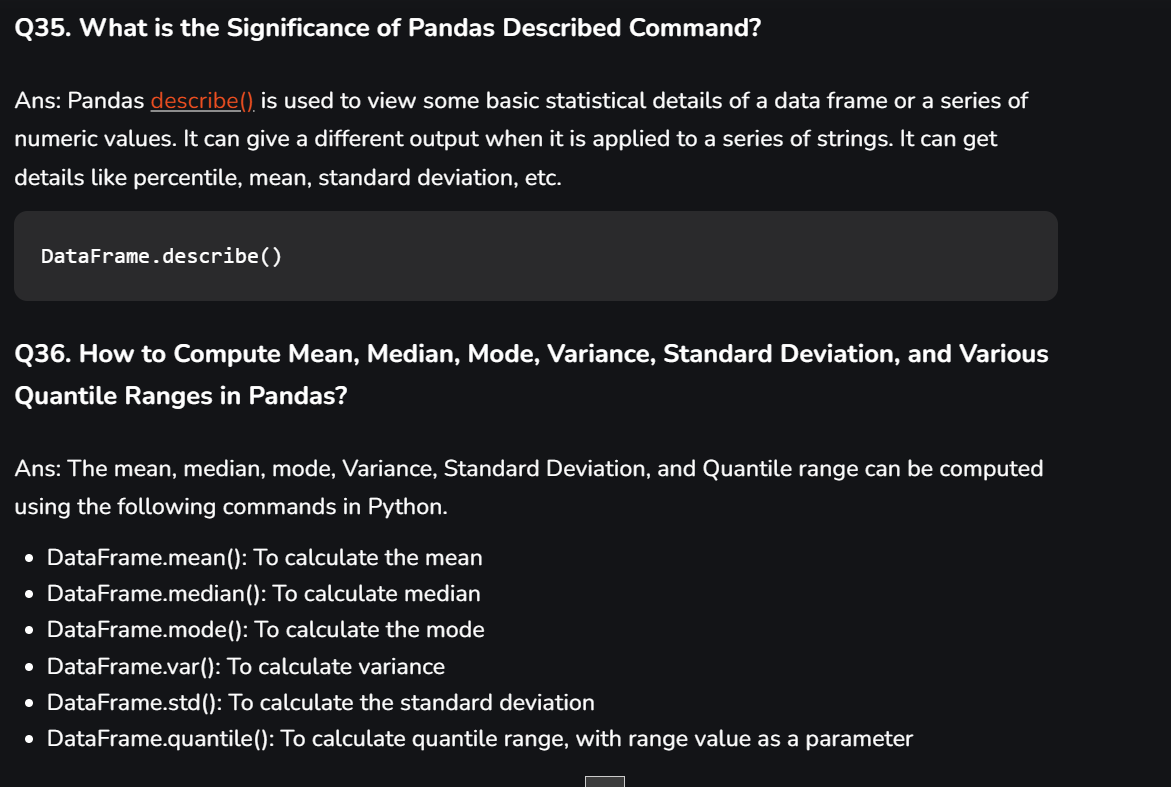 Q35. What is the Significance of Pandas Described Command?
Ans: Pandas describe() is used to view some basic statistical details of a data frame or a series of
numeric values. It can give a different output when it is applied to a series of strings. It can get
details like percentile, mean, standard deviation, etc.
DataFrame.describe()
Q36. How to Compute Mean, Median, Mode, Variance, Standard Deviation, and Various
Quantile Ranges in Pandas?
Ans: The mean, median, mode, Variance, Standard Deviation, and Quantile range can be computed
using the following commands in Python.
• DataFrame.mean(): To calculate the mean
• DataFrame.median(): To calculate median
• DataFrame.mode(): To calculate the mode
• DataFrame.var(): To calculate variance
• DataFrame.std(): To calculate the standard deviation
• DataFrame.quantile(): To calculate quantile range, with range value as a parameter